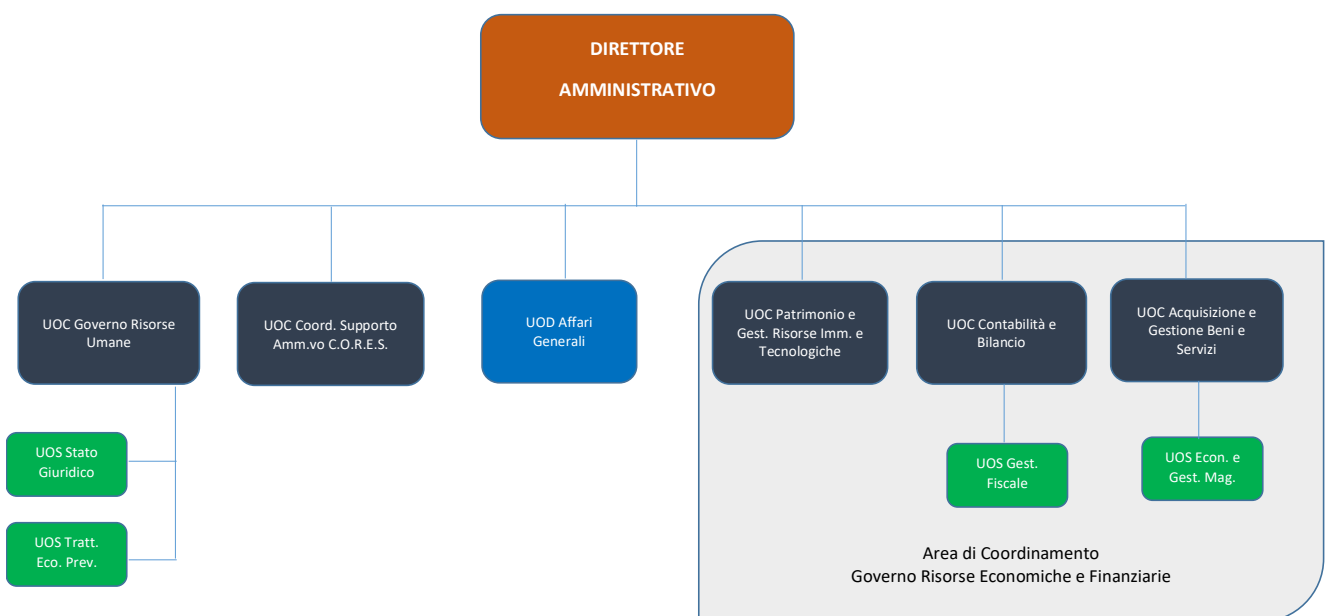 DIRETTORE
AMMINISTRATIVO
UOC Governo Risorse
Umane
UOC Coord. Supporto
Amm.vo C.O.R.E.S.
UOD Affari
Generali
UOC Patrimonio e
Gest. Risorse Imm. e
Tecnologiche
UOC Contabilità e
Bilancio
UOC Acquisizione e
Gestione Beni e
Servizi
UOS Stato
Giuridico
UOS Tratt.
Eco. Prev.
UOS Gest.
Fiscale
UOS Econ. e
Gest. Mag.
Area di Coordinamento
Governo Risorse Economiche e Finanziarie